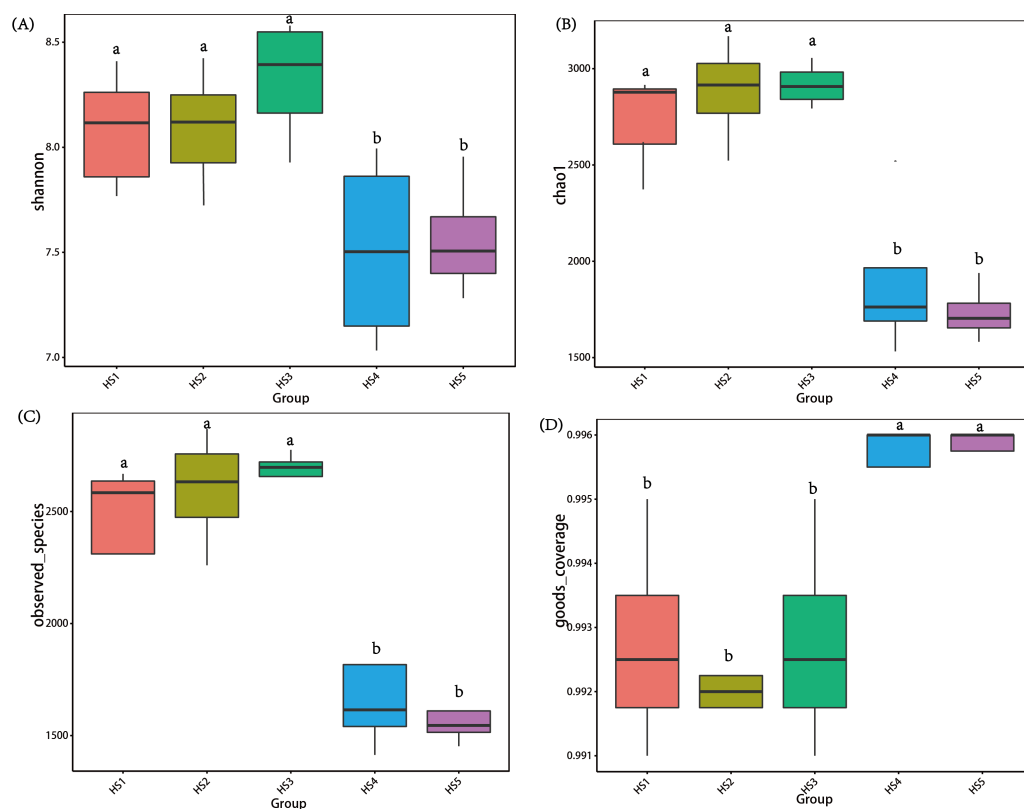 (A)
shannon
8.5
8.0
7.5
7.0
a
a
a
b
b
HS1
HS2
HS3
HS4
HS5
Group
(B)
chao1
3000
2500
2000
1500
a
a
a
b
b
HS1
HS2
HS3
HS4
HS5
Group
(C)
observed_species
2500
2000
1500
a
a
a
b
b
HS1
HS2
HS3
HS4
HS5
Group
(D)
goods_coverage
0.996
0.995
0.994
0.993
0.992
0.991
b
b
b
a
a
HS1
HS2
HS3
HS4
HS5
Group